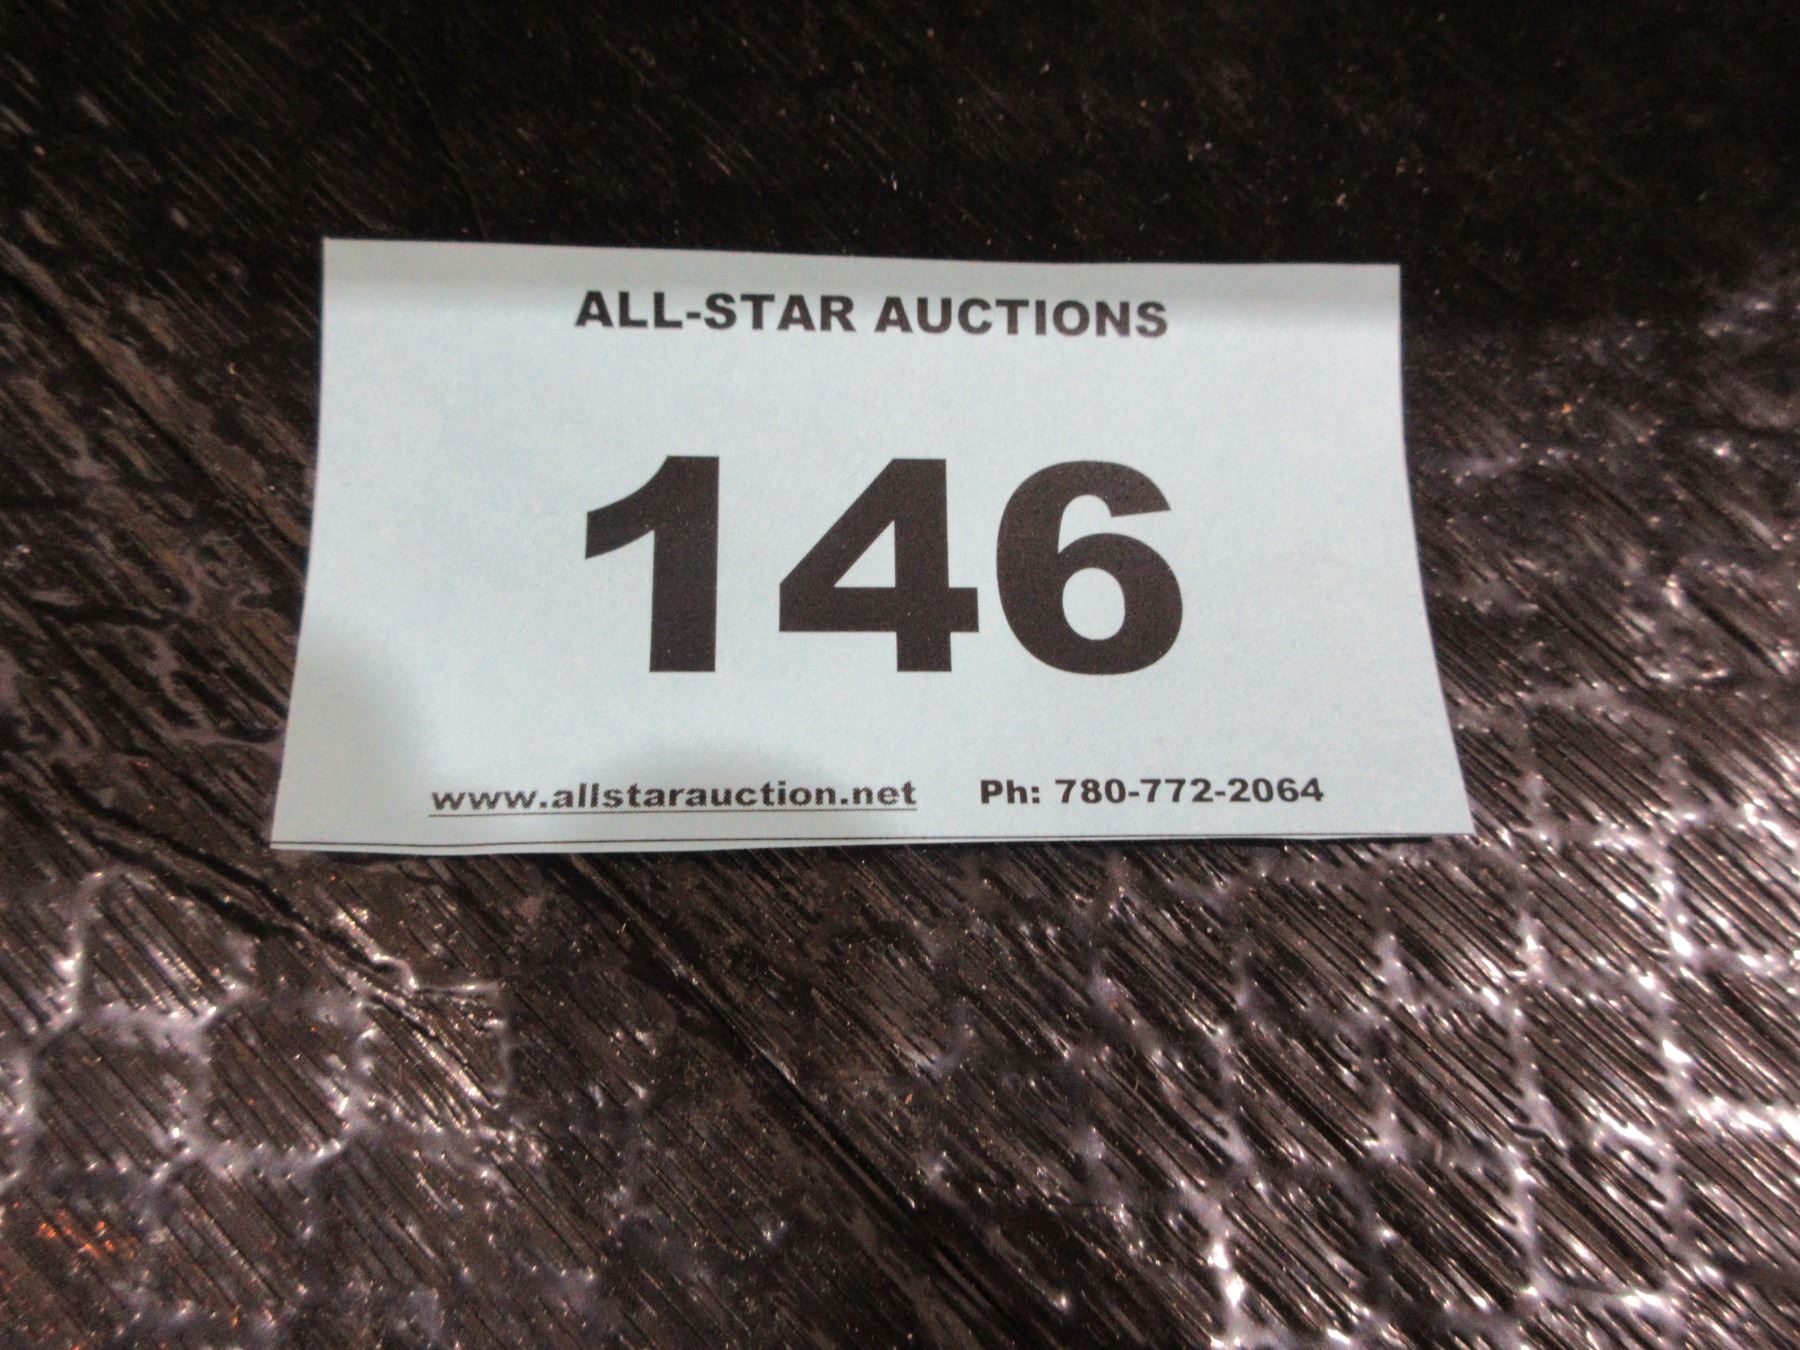 ALL-STAR AUCTIONS
146
www.allstarauction.net Ph: 780-772-2064